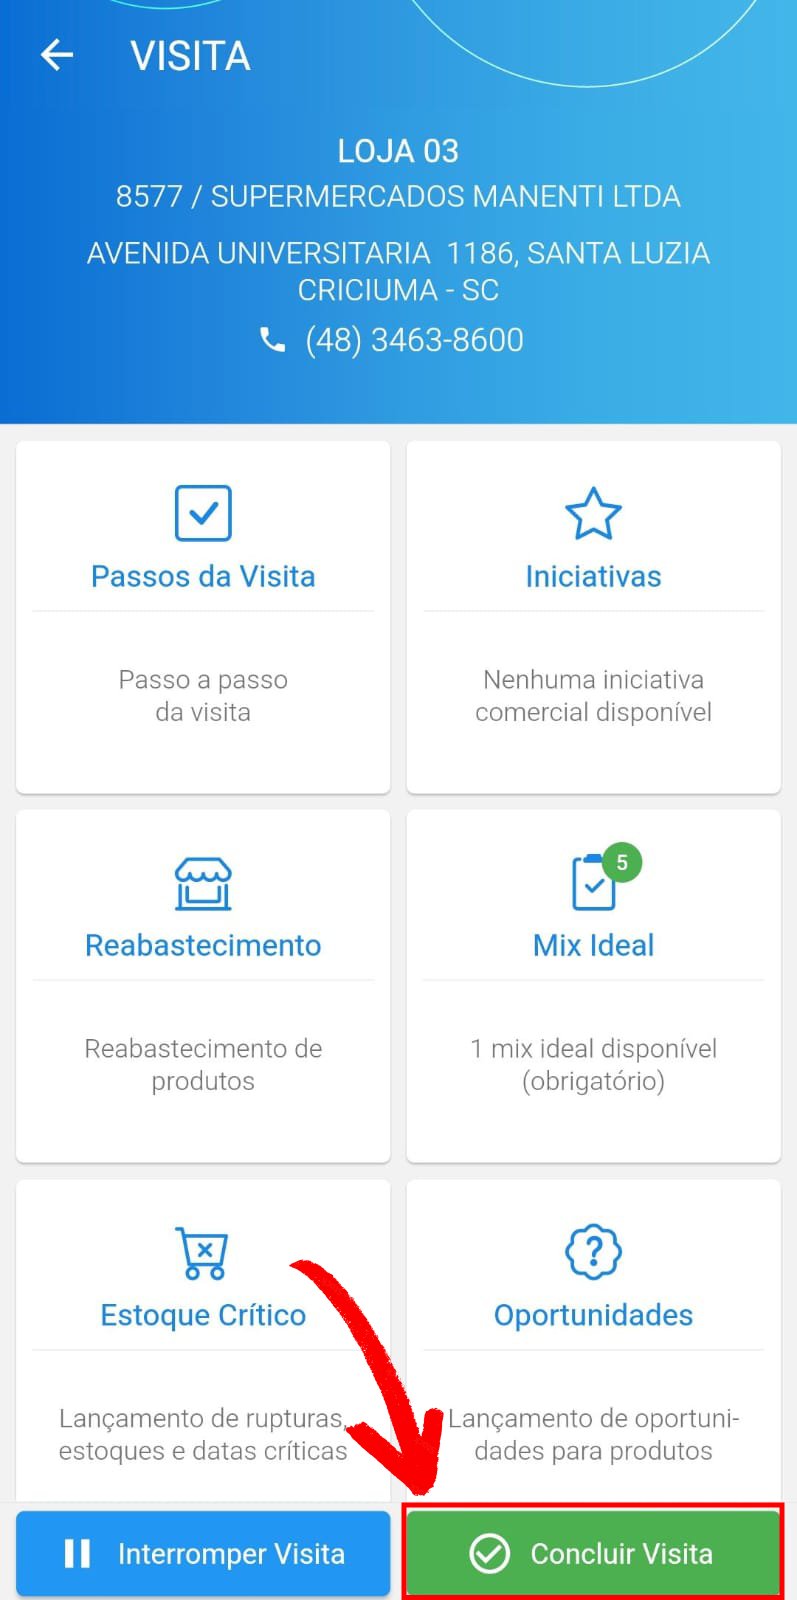 VISITA
LOJA 03
8577 / SUPERMERCADOS MANENTI LTDA
AVENIDA UNIVERSITARIA  1186, SANTA LUZIA
CRICIUMA - SC
(48) 3463-8600
Passos da Visita
Passo a passo
da visita
Iniciativas
Nenhuma iniciativa
comercial disponível
Reabastecimento
Reabastecimento de
produtos
5
Mix Ideal
1 mix ideal disponível
(obrigatório)
Estoque Crítico
Lançamento de rupturas,
estoques e datas críticas
Oportunidades
Lançamento de oportuni-
dades para produtos
Interromper Visita
Concluir Visita